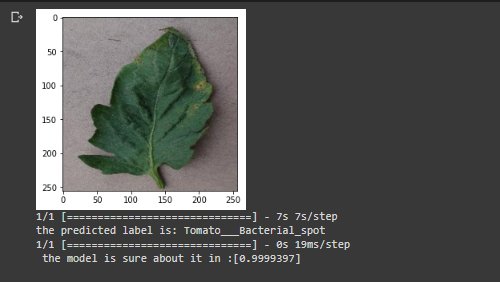 0
50
100
150
200
250
0 50 100 150 200 250
1/1 [==============================] - 7s 7s/step
the predicted label is: Tomato___Bacterial_spot
1/1 [==============================] - 0s 19ms/step
the model is sure about it in :[0.9999397]